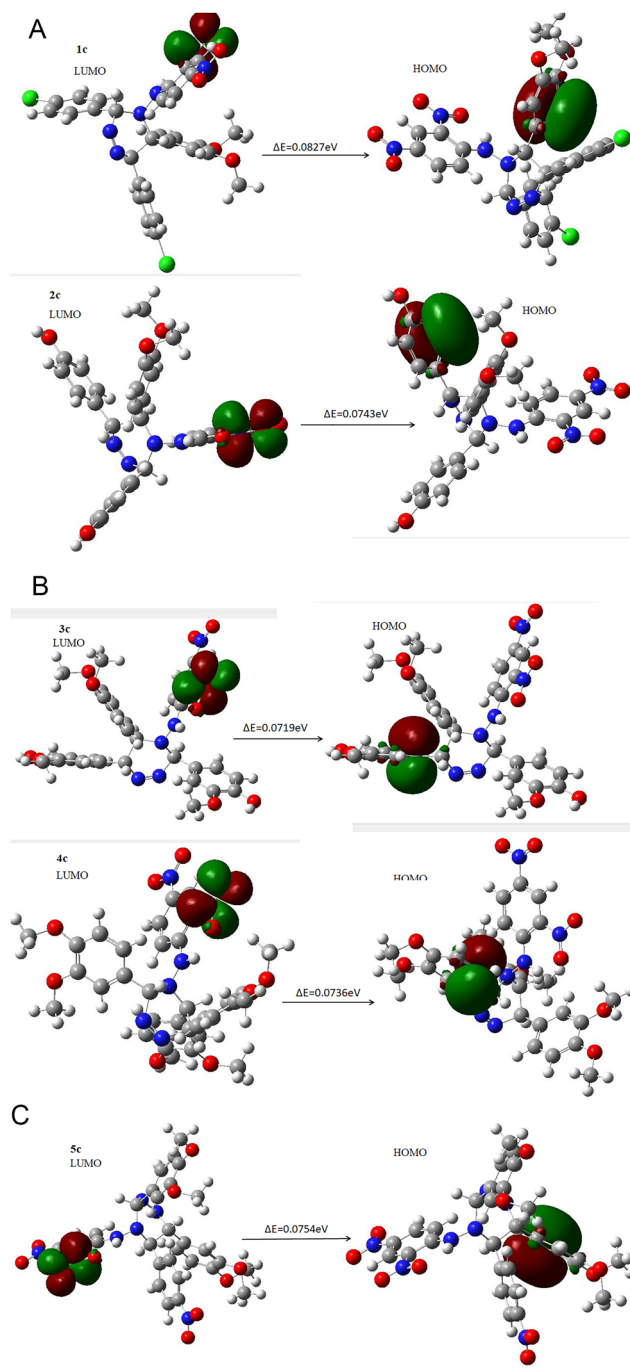 A
1c
LUMO
HOMO
ΔE=0.0827eV
2c
LUMO
HOMO
ΔE=0.0743eV
B
3c
LUMO
HOMO
ΔE=0.0719eV
4c
LUMO
HOMO
ΔE=0.0736eV
C
5c
LUMO
HOMO
ΔE=0.0754eV